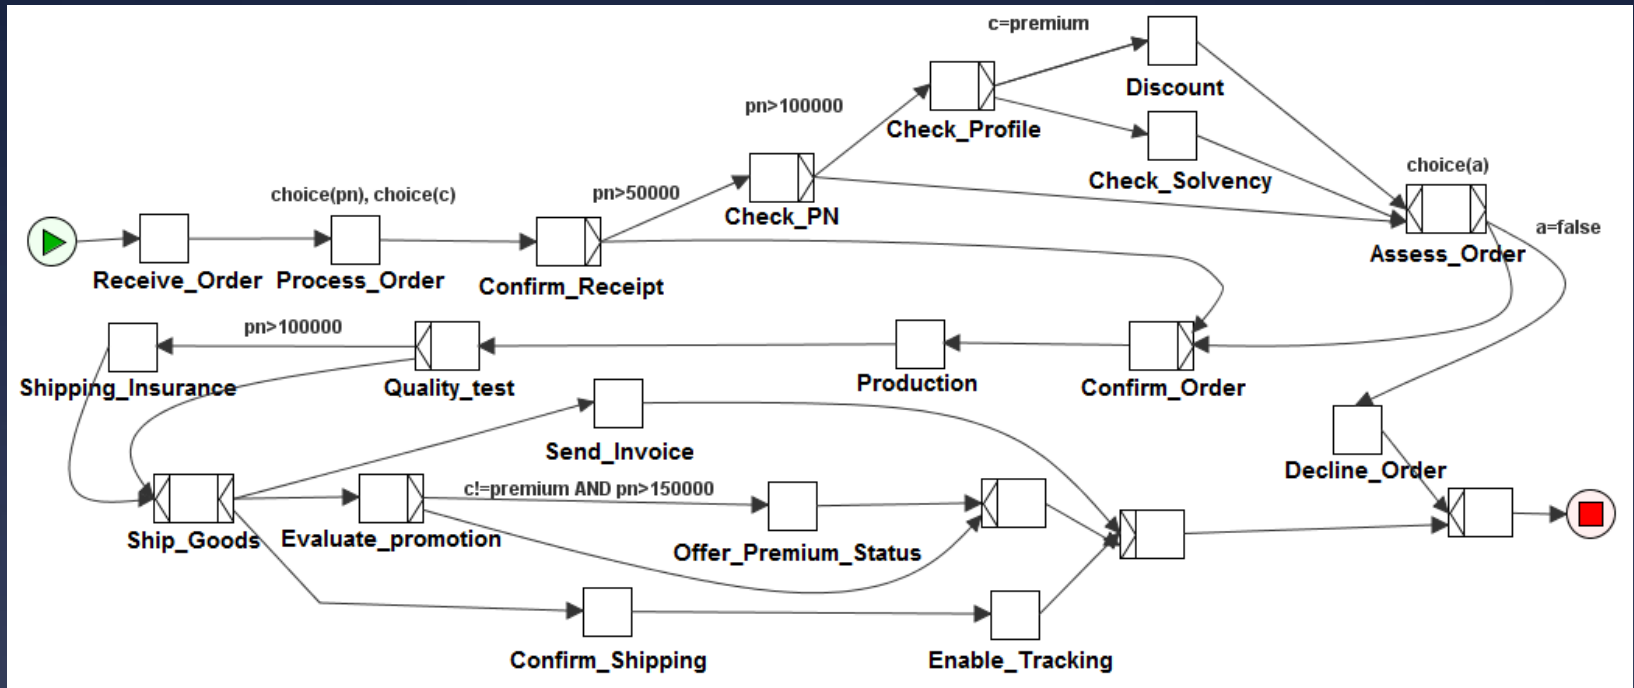 c=premium
Discount
pn>100000
Check_Profile
Check_Solvency
choice(a)
pn>50000
Check_PN
choice(pn), choice(c)
a=false
Assess_Order
Receive_Order
Process_Order
Confirm_Receipt
pn>100000
Shipping_Insurance
Quality_test
Production
Confirm_Order
Send_Invoice
Decline_Order
c!=premium AND pn>150000
Ship_Goods
Evaluate_promotion
Offer_Premium_Status
Confirm_Shipping
Enable_Tracking